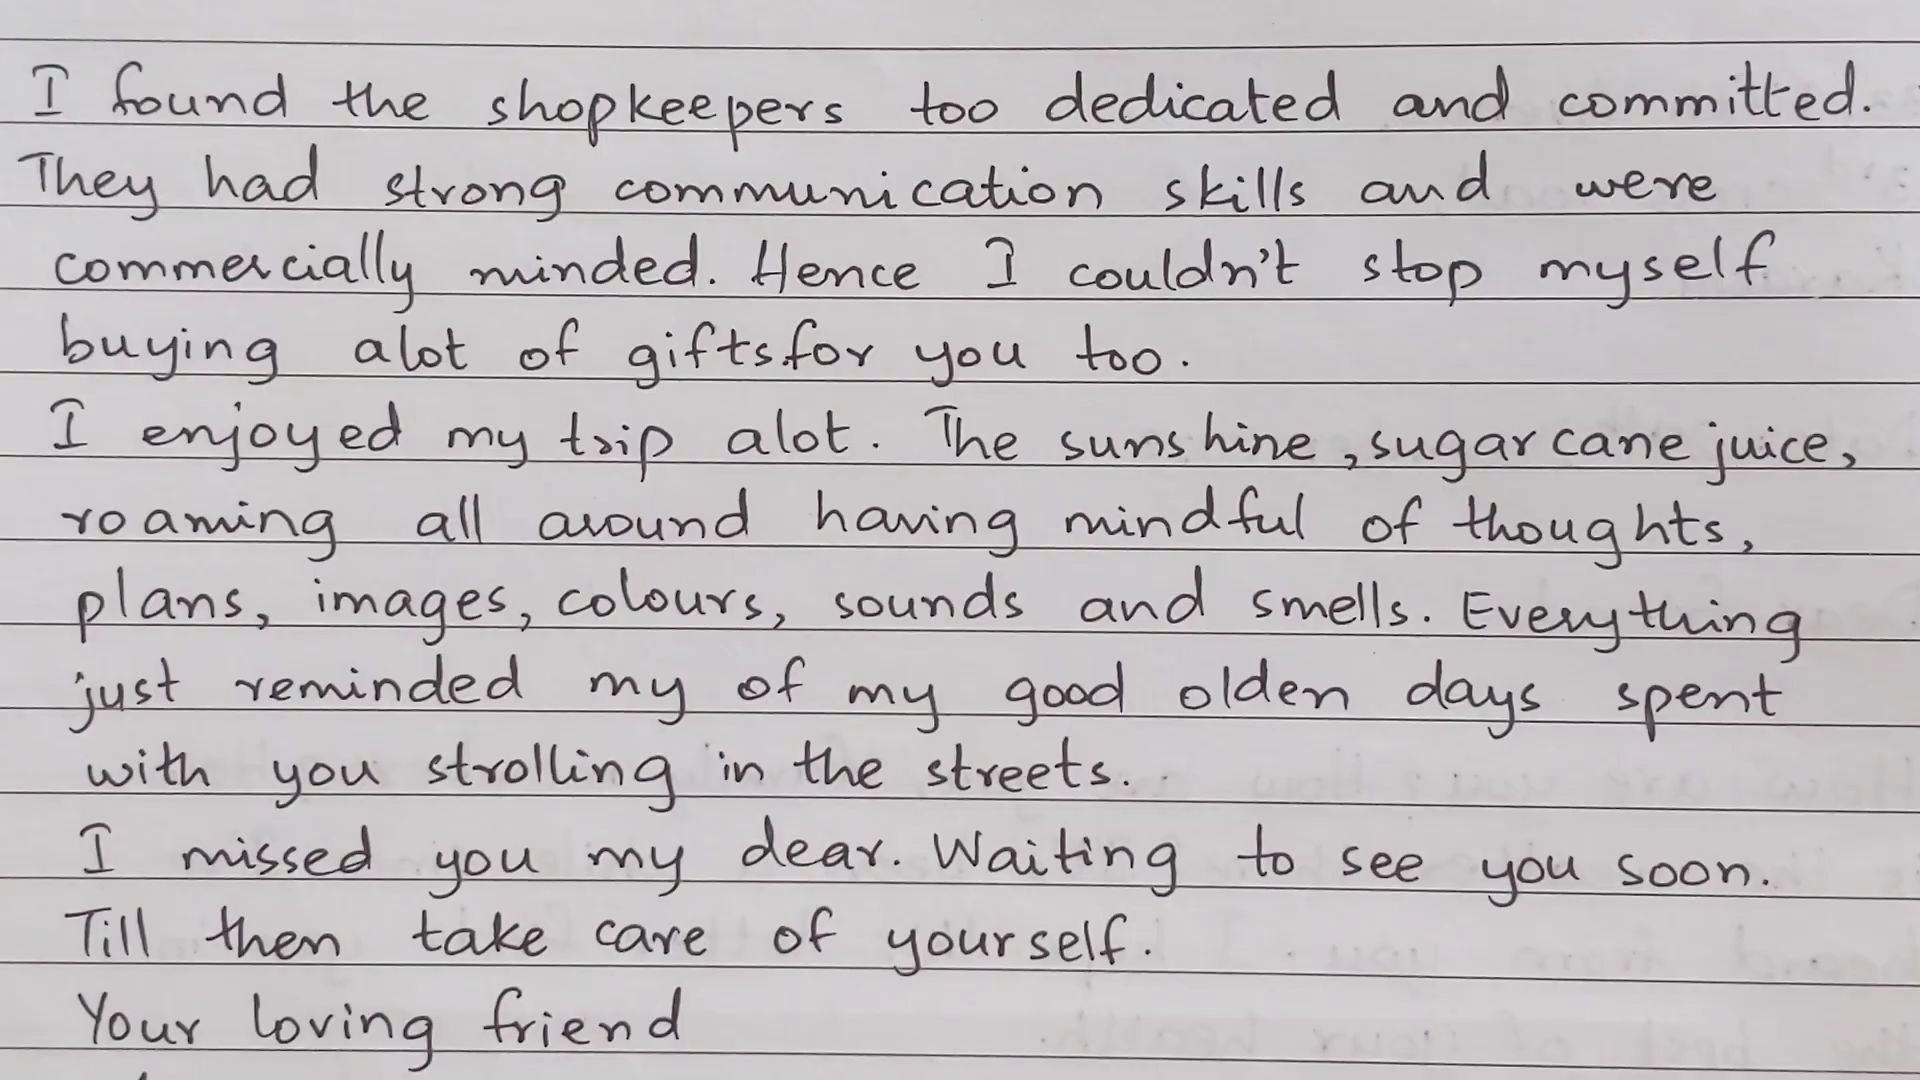 I found the shopkeepers too dedicated and committed.
They had strong communication skills and were
commercially minded. Hence I couldn't stop myself
buying alot of gifts.for you too.
I enjoyed my trip alot. The sunshine, sugarcane juice,
roaming all around having mindful of thoughts,
plans, images, colours, sounds and smells. Everything
just reminded my of my good olden days spent
with you strolling in the streets.
I missed you my dear. Waiting to see you soon.
Till then take care of yourself.
Your loving friend